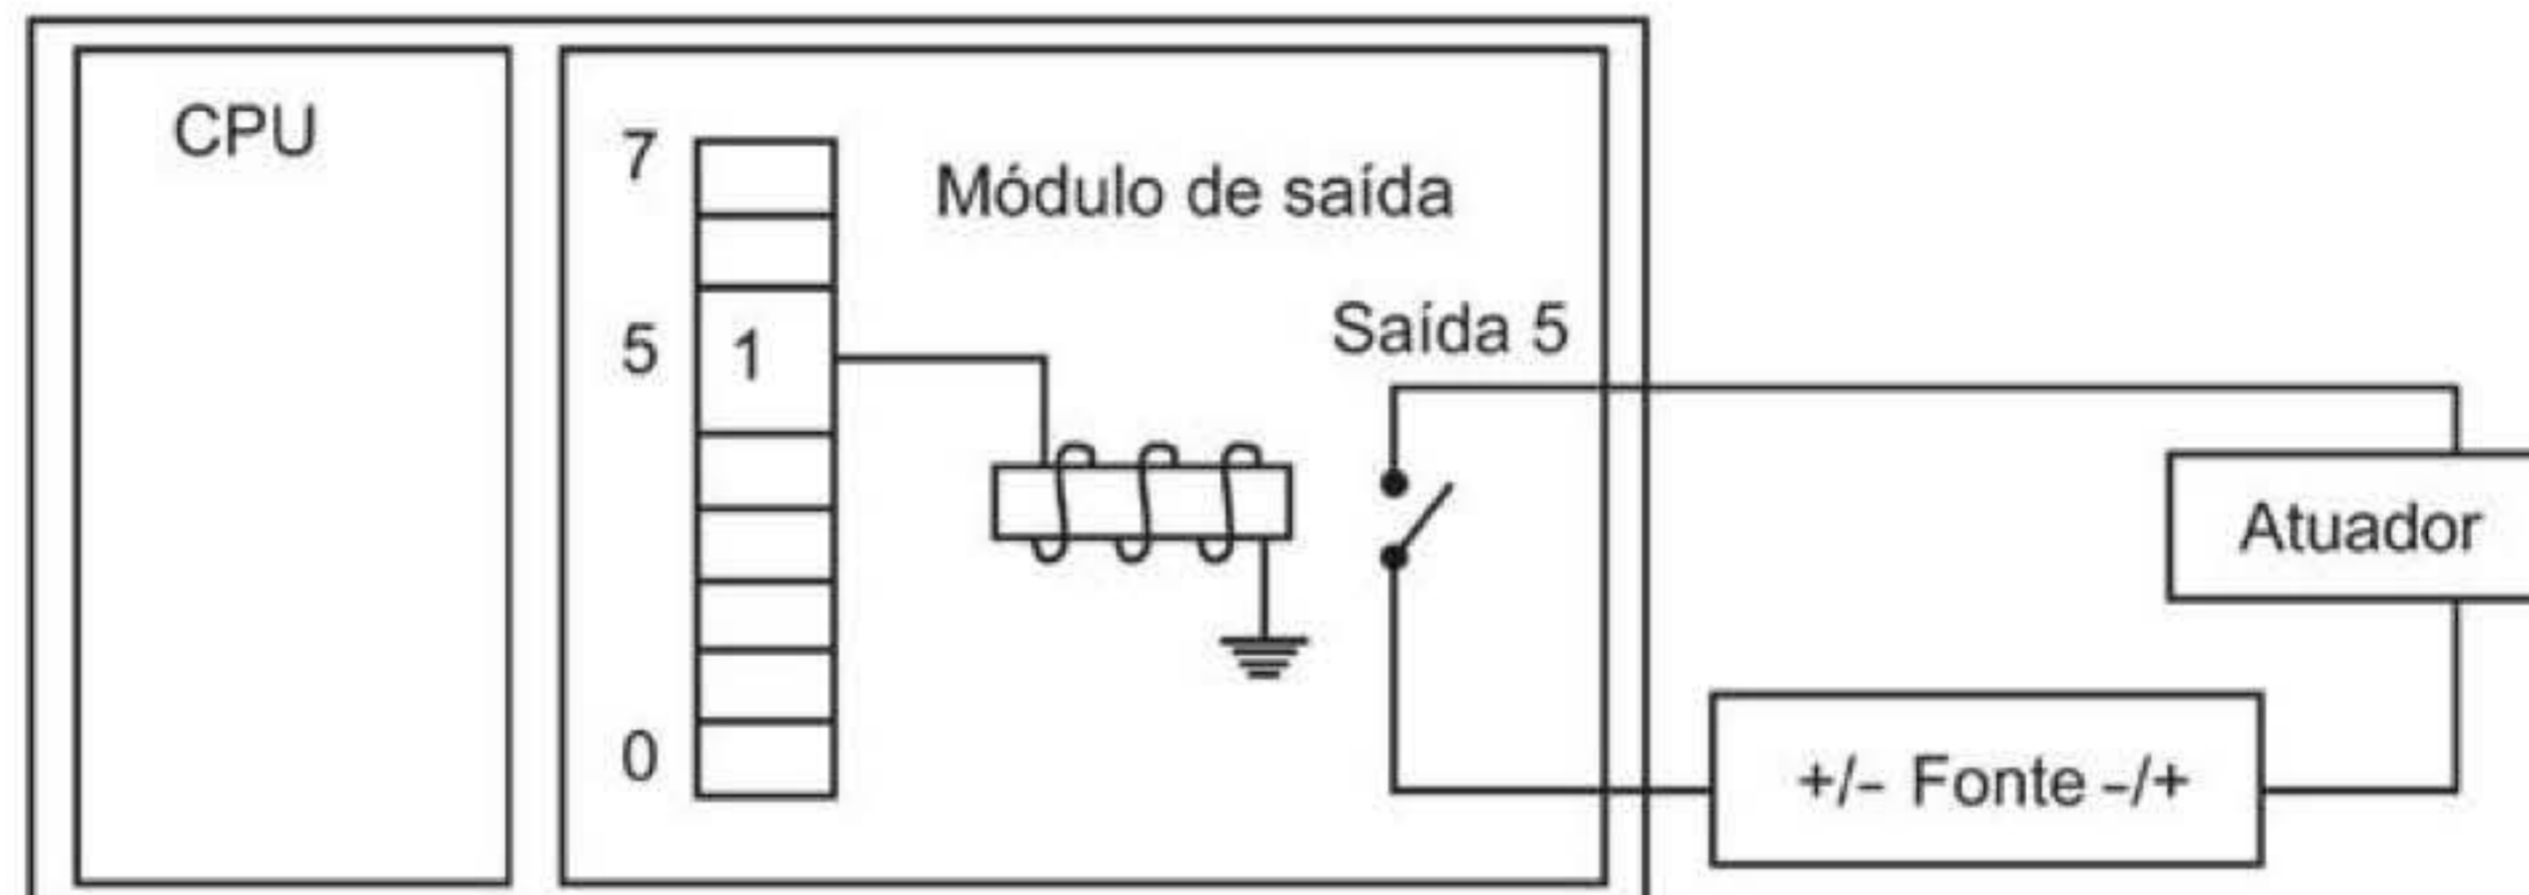 CPU
7
Módulo de saída
5
1
Saída 5
0
Atuador
+/- Fonte -/+